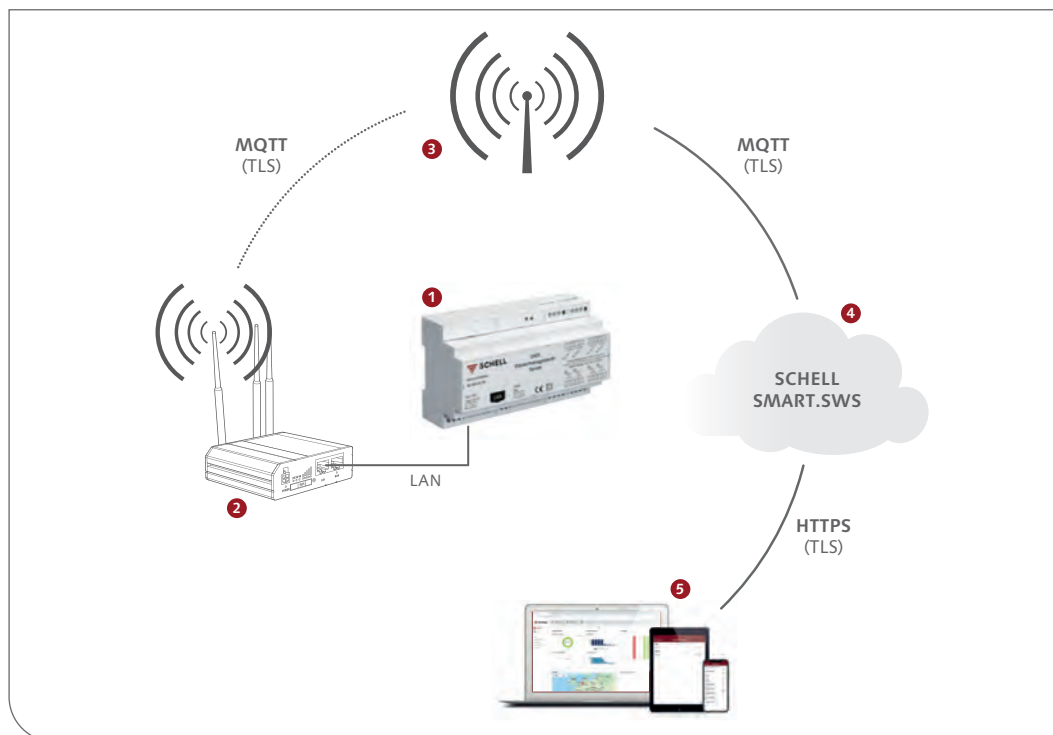 MQTT
(TLS)
3
MQTT
(TLS)
1
SCHELL
4
SCHELL
SMART.SWS
LAN
2
HTTPS
(TLS)
5